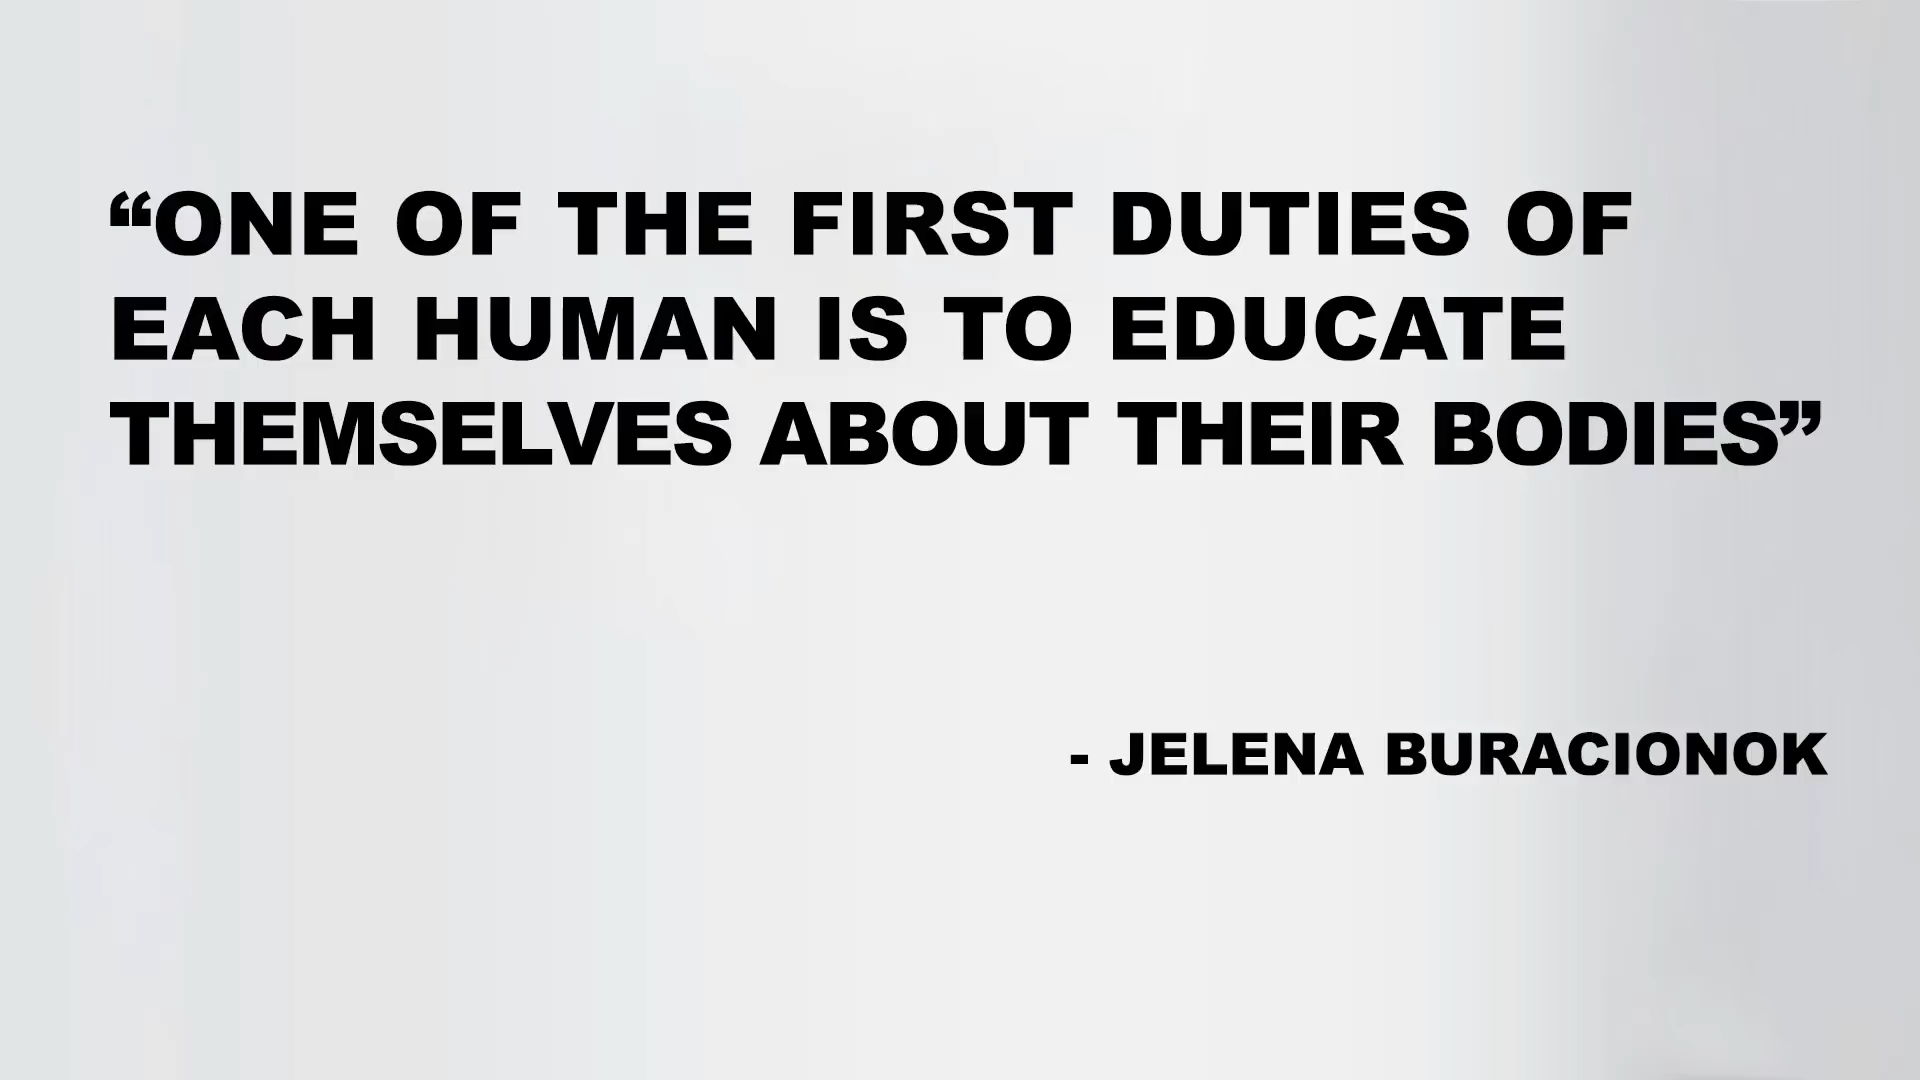 “ONE OF THE FIRST DUTIES OF
EACH HUMAN IS TO EDUCATE
THEMSELVES ABOUT THEIR BODIES”
- JELENA BURACIONOK